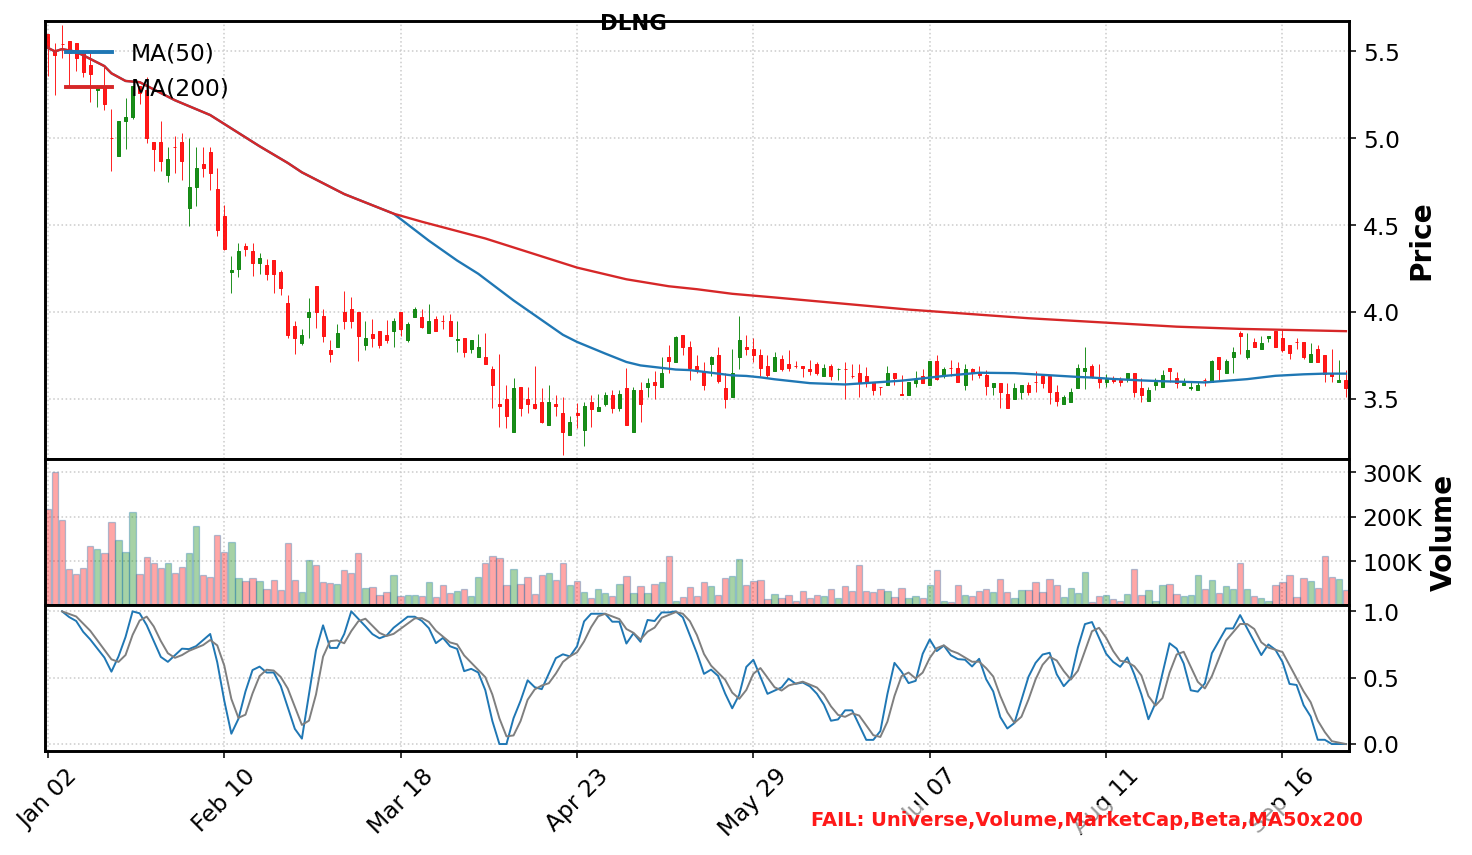 DLNG
MA(50)
MA(200)
5.5
5.0
4.5
4.0
3.5
Price
300K
200K
100K
Volume
1.0
0.5
0.0
Jan 02
Feb 10
Mar 18
Apr 23
May 29
Jul 07
Aug 11
Sep 16
FAIL: Universe,Volume,MarketCap,Beta,MA50x200